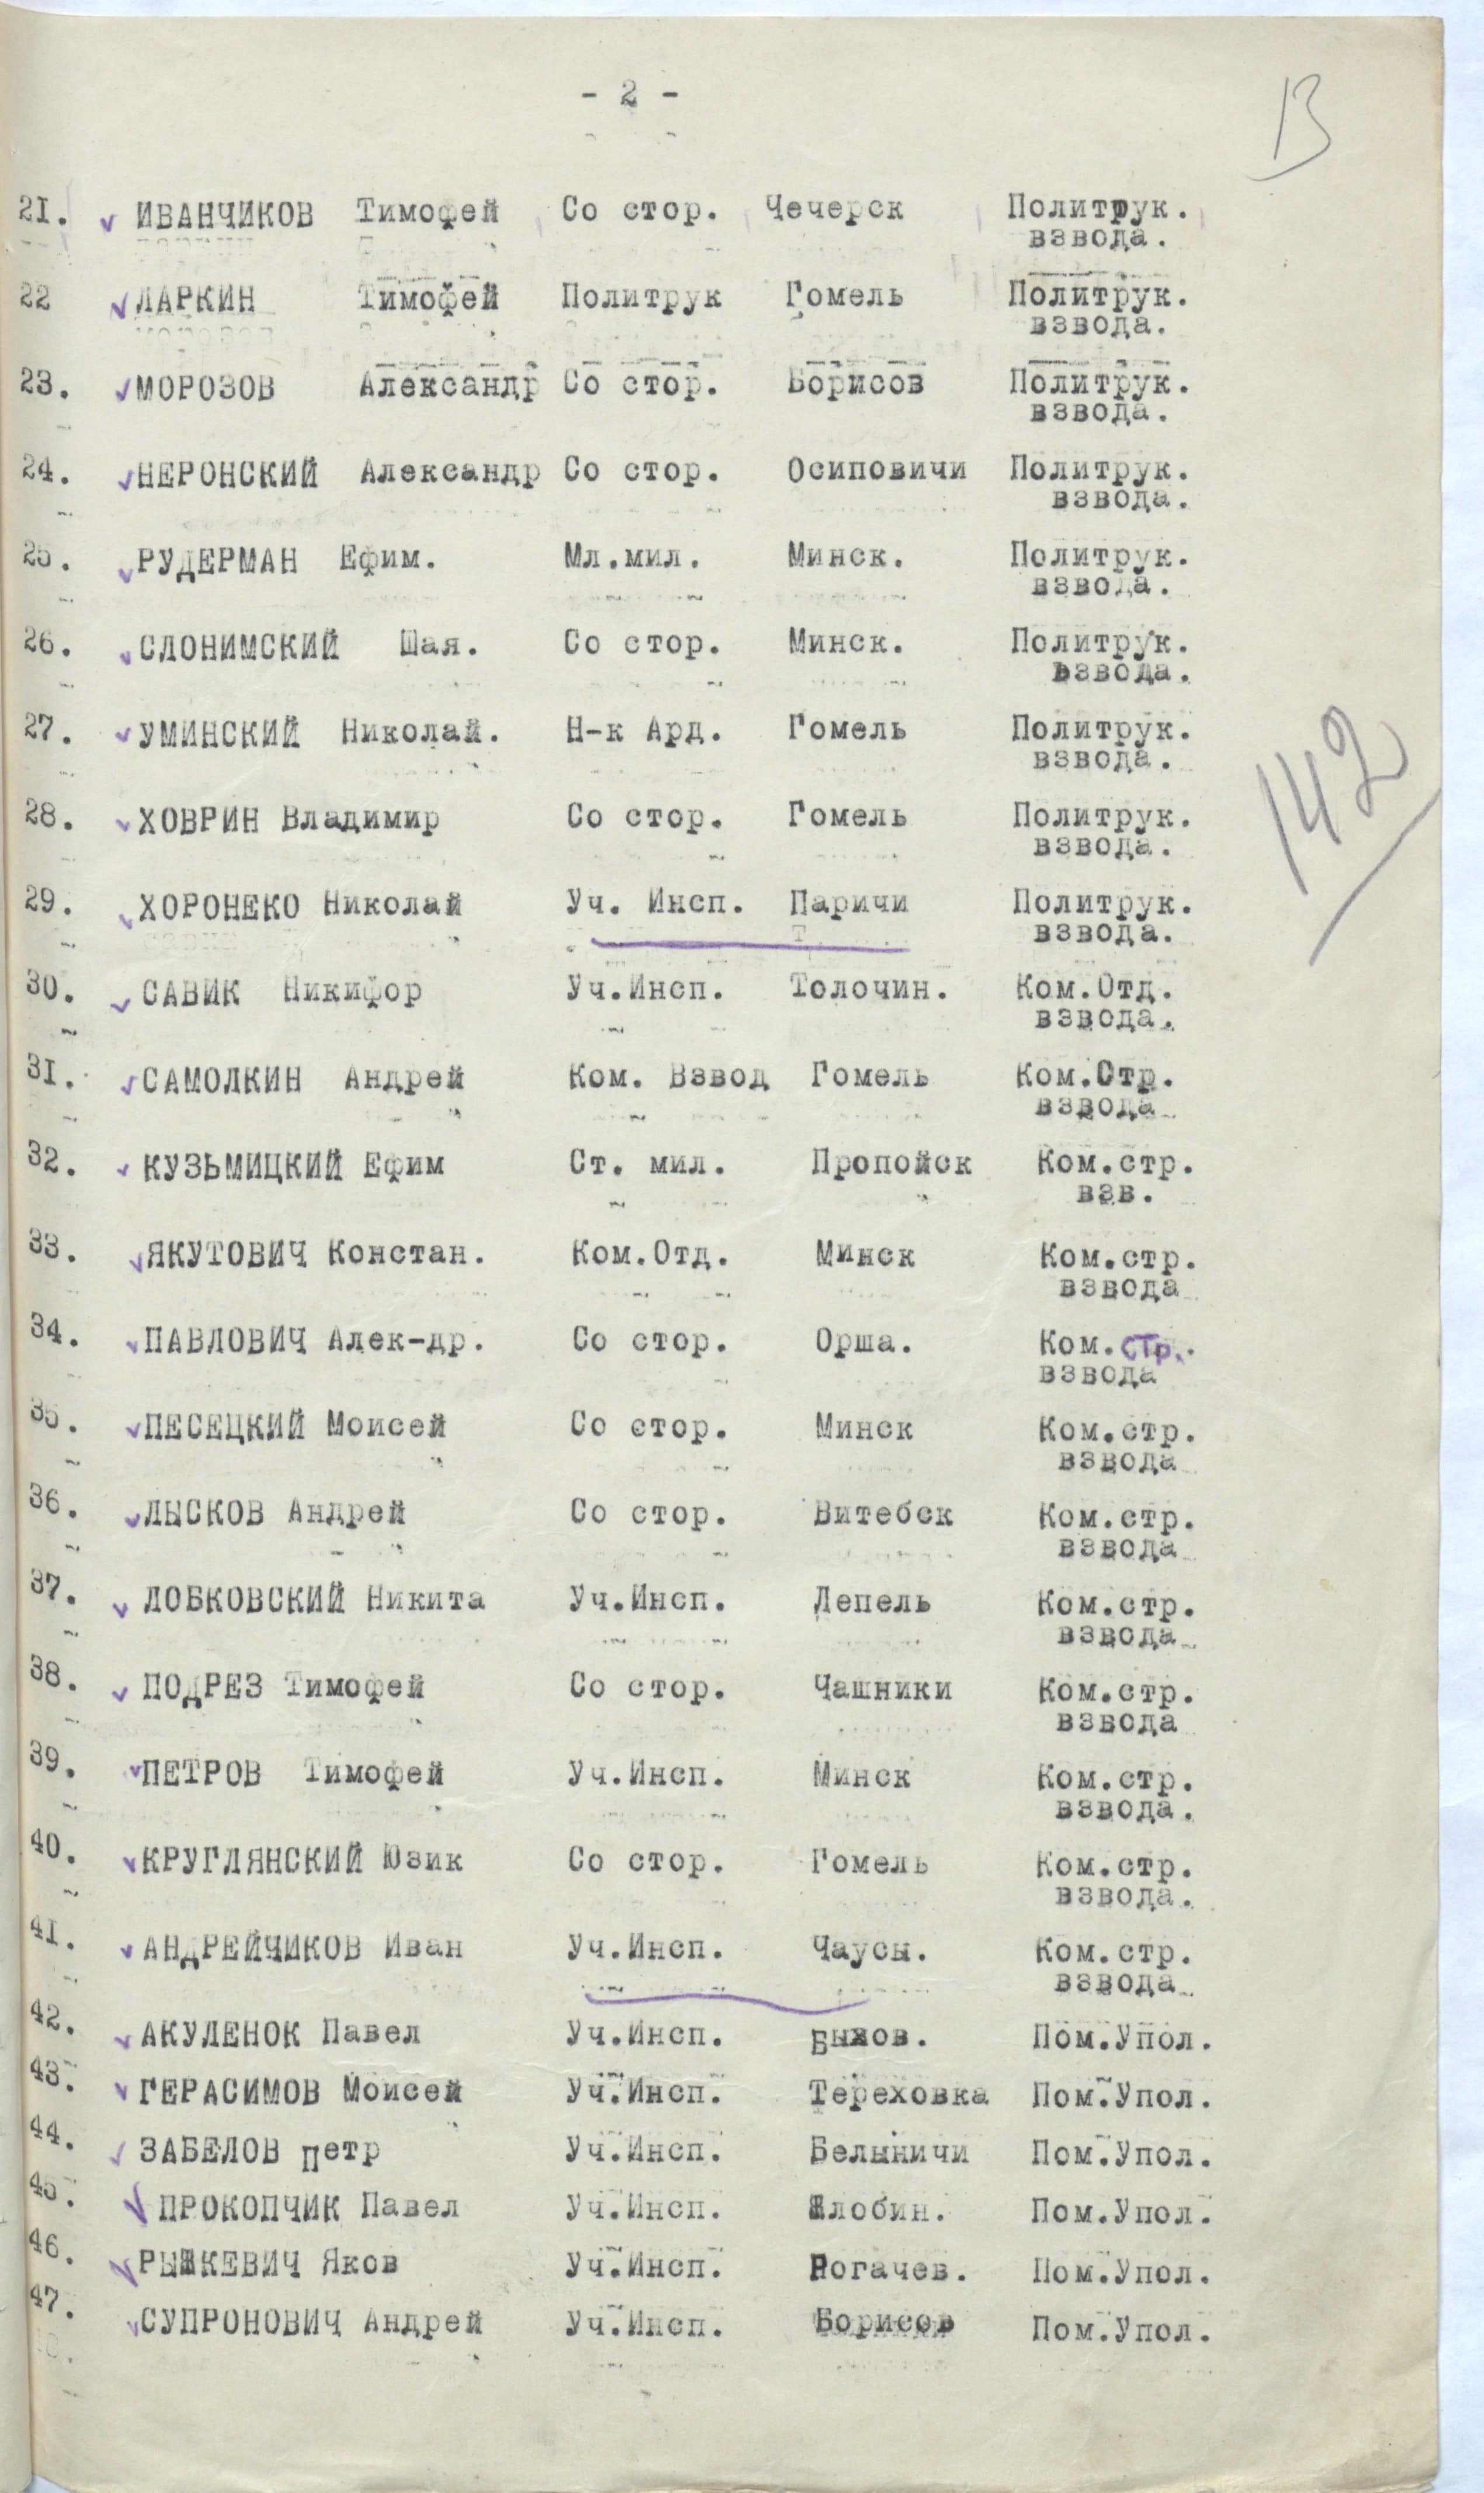 - 2 -
13
21. ИВАНЧИКОВ Тимофей Со стор. Чечерск Политрук.
взвода.
22 ЛАРКИН Тимофей Политрук Гомель Политрук.
взвода.
23. МОРОЗОВ Александр Со стор. Борисов Политрук.
взвода.
24. НЕРОНСКИЙ Александр Со стор. Осиповичи Политрук.
взвода.
25. РУДЕРМАН Ефим. Мл.мил. Минск. Политрук.
взвода.
26. СЛОНИМСКИЙ Шая. Со стор. Минск. Политрук.
взвода.
27. УМИНСКИЙ Николай. Н-к Ард. Гомель Политрук.
взвода.
142
28. ХОВРИН Владимир Со стор. Гомель Политрук.
взвода.
29. ХОРОНЕКО Николай Уч. Инсп. Паричи Политрук.
взвода.
30. САВИК Никифор Уч.Инсп. Толочин. Ком.Отд.
взвода.
31. САМОЛКИН Андрей Ком. Взвод Гомель Ком.Стр.
взвода
32. КУЗЬМИЦКИЙ Ефим Ст. мил. Пропойск Ком.стр.
взв.
33. ЯКУТОВИЧ Констан. Ком.Отд. Минск Ком.стр.
взвода
34. ПАВЛОВИЧ Алек-др. Со стор. Орша. Ком.стр.
взвода
35. ПЕСЕЦКИЙ Моисей Со стор. Минск Ком.стр.
взвода
36. ЛЫСКОВ Андрей Со стор. Витебск Ком.стр.
взвода
37. ЛОБКОВСКИЙ Никита Уч.Инсп. Лепель Ком.стр.
взвода
38. ПОДРЕЗ Тимофей Со стор. Чашники Ком.стр.
взвода
39. ПЕТРОВ Тимофей Уч.Инсп. Минск Ком.стр.
взвода.
40. КРУГЛЯНСКИЙ Юзик Со стор. Гомель Ком.стр.
взвода.
41. АНДРЕЙЧИКОВ Иван Уч.Инсп. Чаусы. Ком.стр.
взвода
42. АКУЛЕНОК Павел Уч.Инсп. Быхов. Пом.Упол.
43. ГЕРАСИМОВ Моисей Уч.Инсп. Тереховка Пом.Упол.
44. ЗАБЕЛОВ Петр Уч.Инсп. Белыничи Пом.Упол.
45. ПРОКОПЧИК Павел Уч.Инсп. Жлобин. Пом.Упол.
46. РЫШКЕВИЧ Яков Уч.Инсп. Рогачев. Пом.Упол.
47. СУПРОНОВИЧ Андрей Уч.Инсп. Борисов Пом.Упол.